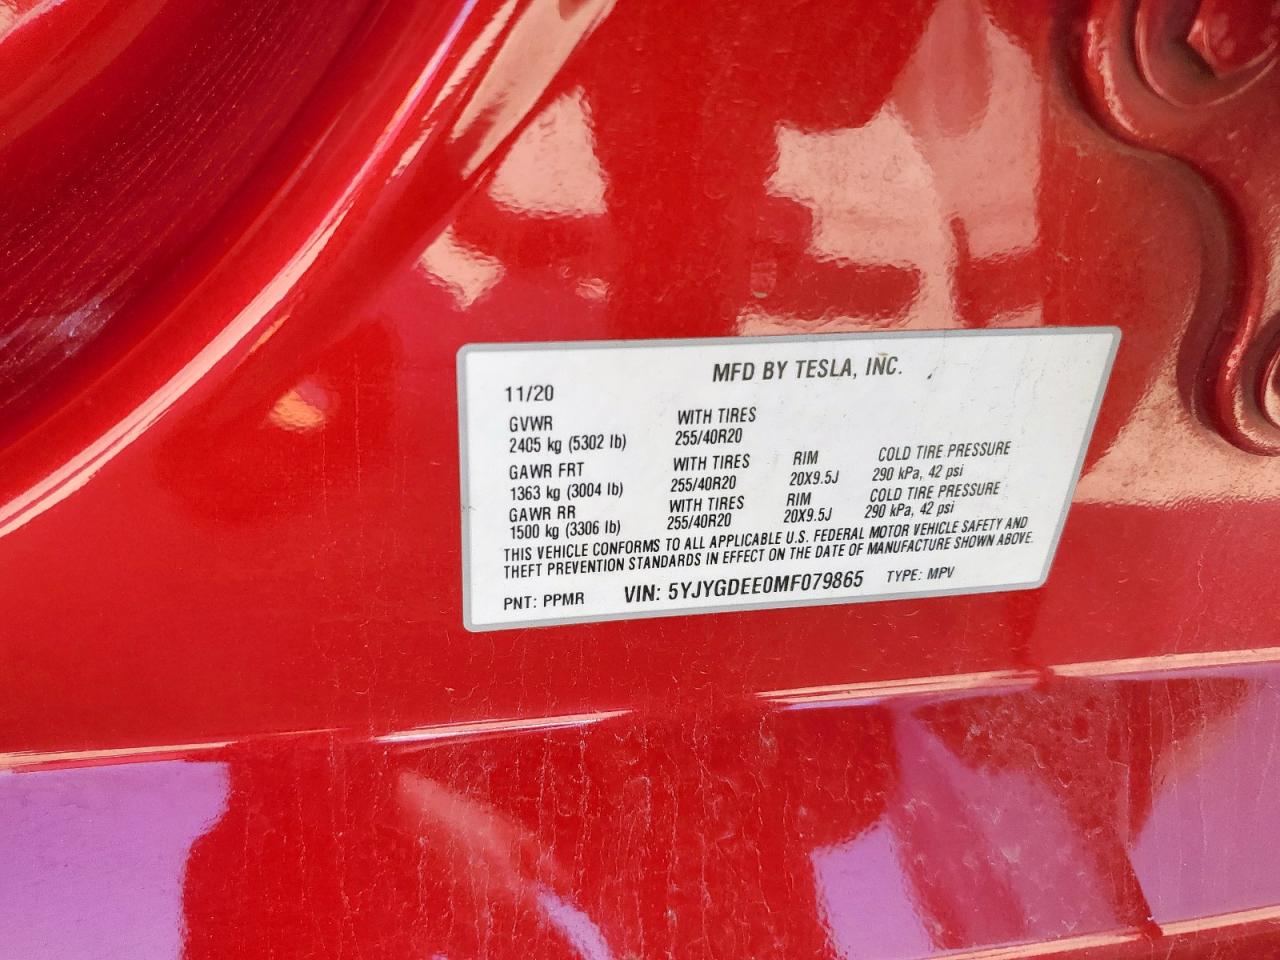 MFD BY TESLA, INC.
11/20
GVWR WITH TIRES
2405 kg (5302 lb) 255/40R20
GAWR FRT WITH TIRES RIM COLD TIRE PRESSURE
1363 kg (3004 lb) 255/40R20 20X9.5J 290 kPa, 42 psi
GAWR RR WITH TIRES RIM COLD TIRE PRESSURE
1500 kg (3306 lb) 255/40R20 20X9.5J 290 kPa, 42 psi
THIS VEHICLE CONFORMS TO ALL APPLICABLE U.S. FEDERAL MOTOR VEHICLE SAFETY AND
THEFT PREVENTION STANDARDS IN EFFECT ON THE DATE OF MANUFACTURE SHOWN ABOVE.
PNT: PPMR VIN: 5YJYGDEE0MF079865 TYPE: MPV